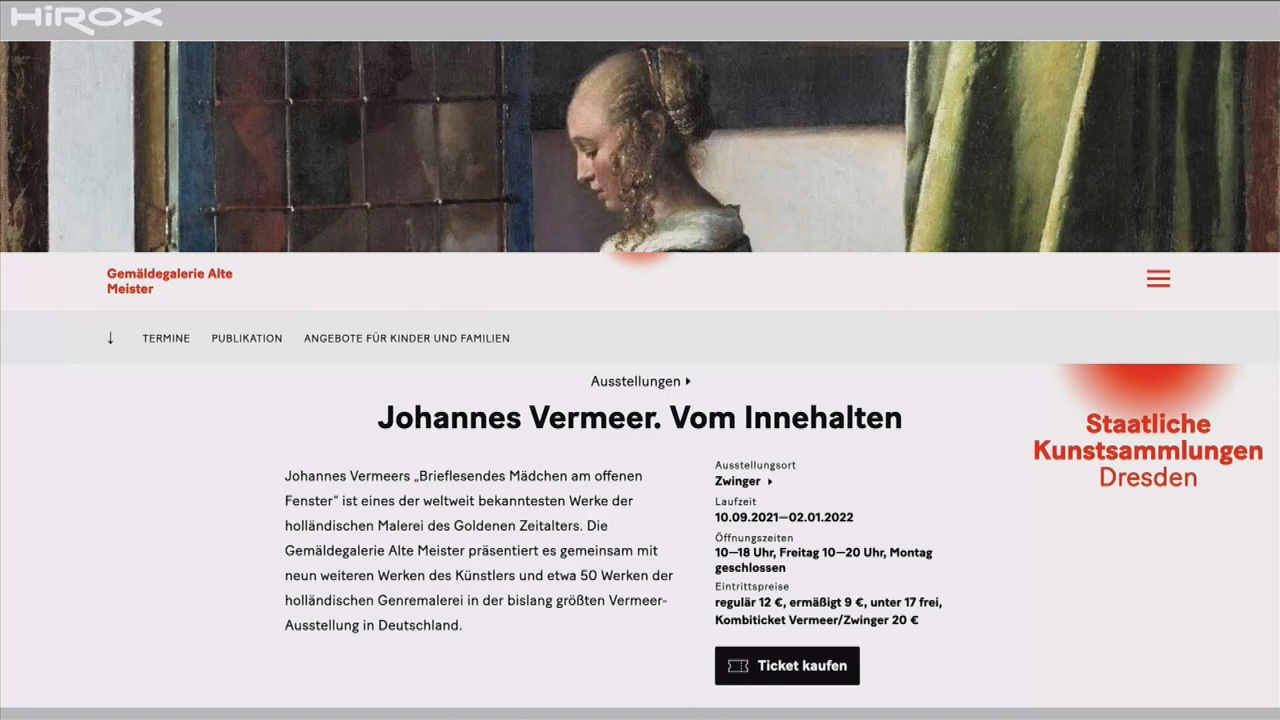 HIROX
Gemäldegalerie Alte
Meister
↓ TERMINE PUBLIKATION ANGEBOTE FÜR KINDER UND FAMILIEN
Ausstellungen
Johannes Vermeer. Vom Innehalten
Staatliche
Kunstsammlungen
Dresden
Johannes Vermeers „Brieflesendes Mädchen am offenen
Fenster“ ist eines der weltweit bekanntesten Werke der
holländischen Malerei des Goldenen Zeitalters. Die
Gemäldegalerie Alte Meister präsentiert es gemeinsam mit
neun weiteren Werken des Künstlers und etwa 50 Werken der
holländischen Genremalerei in der bislang größten Vermeer-
Ausstellung in Deutschland.
Ausstellungsort
Zwinger
Laufzeit
10.09.2021—02.01.2022
Öffnungszeiten
10—18 Uhr, Freitag 10—20 Uhr, Montag
geschlossen
Eintrittspreise
regulär 12 €, ermäßigt 9 €, unter 17 frei,
Kombiticket Vermeer/Zwinger 20 €
Ticket kaufen